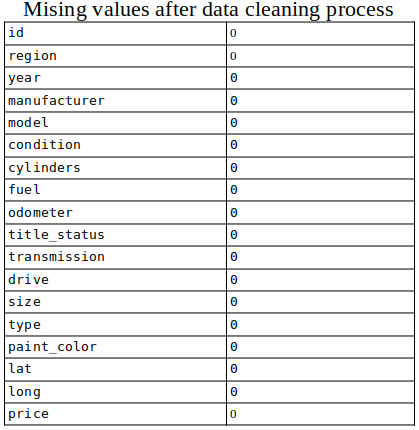 Mising values after data cleaning process
id 0
region 0
year 0
manufacturer 0
model 0
condition 0
cylinders 0
fuel 0
odometer 0
title_status 0
transmission 0
drive 0
size 0
type 0
paint_color 0
lat 0
long 0
price 0